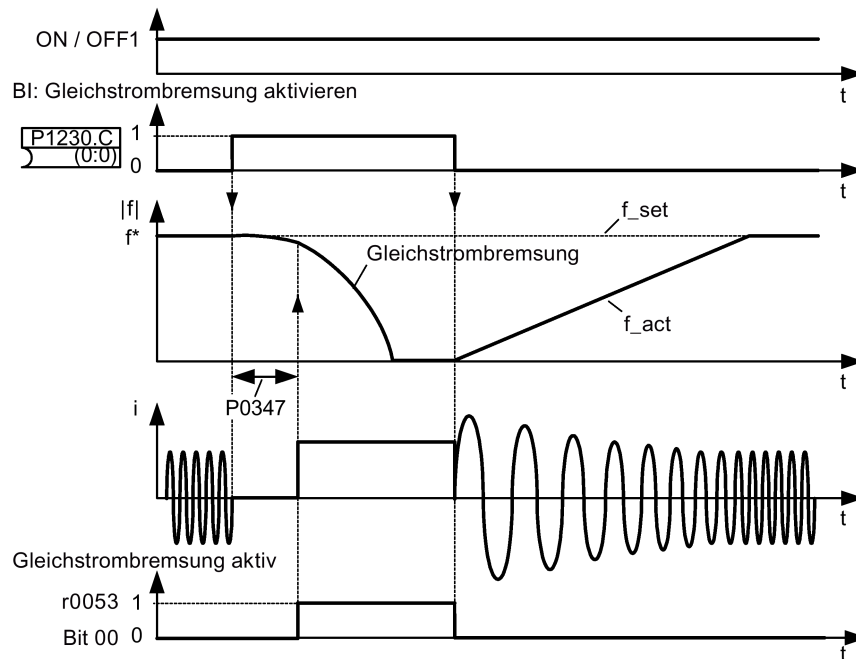 ON / OFF1
t
BI: Gleichstrombremsung aktivieren
P1230.C
(0:0)
1
0
t
|f|
f*
f_set
Gleichstrombremsung
f_act
t
P0347
i
t
Gleichstrombremsung aktiv
r0053 1
Bit 00 0
t